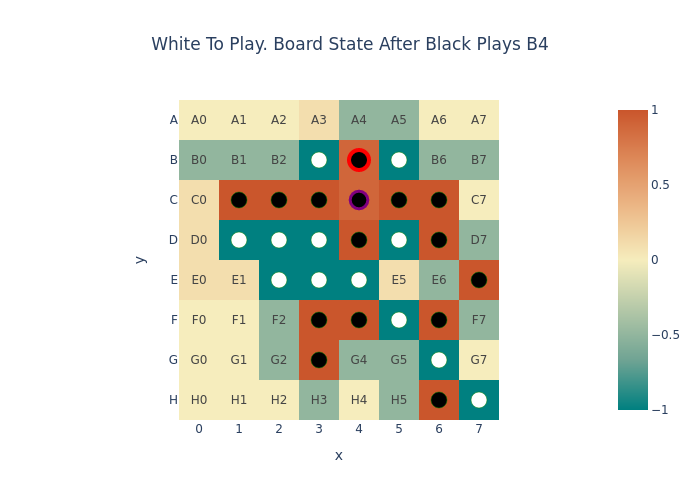 White To Play. Board State After Black Plays B4
A A0 A1 A2 A3 A4 A5 A6 A7 1
B B0 B1 B2 B6 B7
0.5
C C0 C7
D D0 D7
y 0
E E0 E1 E5 E6
F F0 F1 F2 F7 −0.5
G G0 G1 G2 G4 G5 G7
H H0 H1 H2 H3 H4 H5 −1
0 1 2 3 4 5 6 7
x